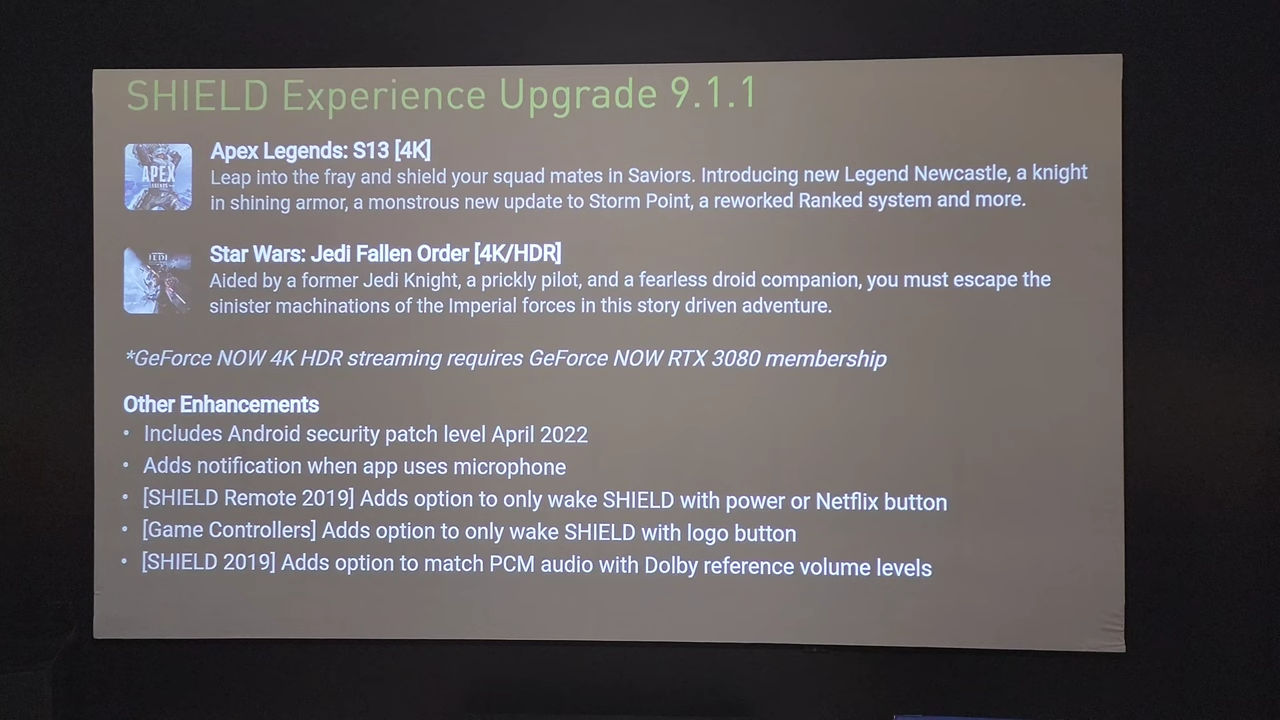 SHIELD Experience Upgrade 9.1.1
Apex Legends: S13 [4K]
Leap into the fray and shield your squad mates in Saviors. Introducing new Legend Newcastle, a knight
in shining armor, a monstrous new update to Storm Point, a reworked Ranked system and more.
APEX
LEGENDS
Star Wars: Jedi Fallen Order [4K/HDR]
Aided by a former Jedi Knight, a prickly pilot, and a fearless droid companion, you must escape the
sinister machinations of the Imperial forces in this story driven adventure.
JEDI
*GeForce NOW 4K HDR streaming requires GeForce NOW RTX 3080 membership
Other Enhancements
• Includes Android security patch level April 2022
• Adds notification when app uses microphone
• [SHIELD Remote 2019] Adds option to only wake SHIELD with power or Netflix button
• [Game Controllers] Adds option to only wake SHIELD with logo button
• [SHIELD 2019] Adds option to match PCM audio with Dolby reference volume levels